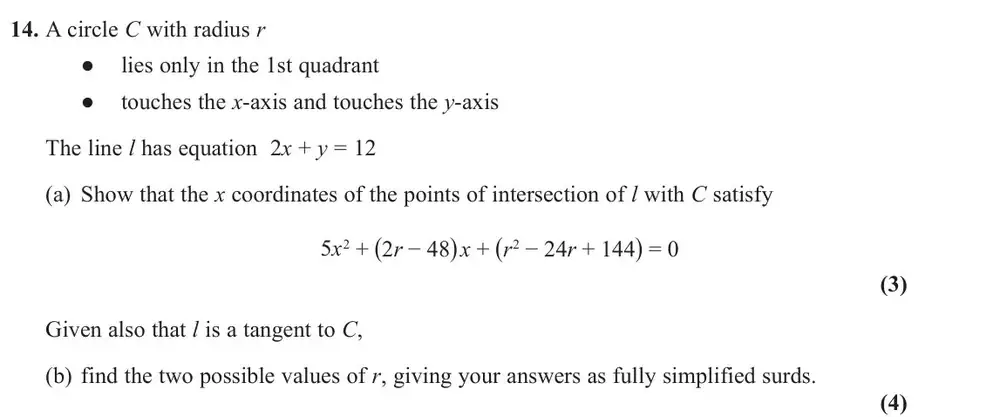 14. A circle C with radius r
• lies only in the 1st quadrant
• touches the x-axis and touches the y-axis
The line l has equation 2x + y = 12
(a) Show that the x coordinates of the points of intersection of l with C satisfy
5x² + (2r − 48)x + (r² − 24r + 144) = 0
(3)
Given also that l is a tangent to C,
(b) find the two possible values of r, giving your answers as fully simplified surds.
(4)